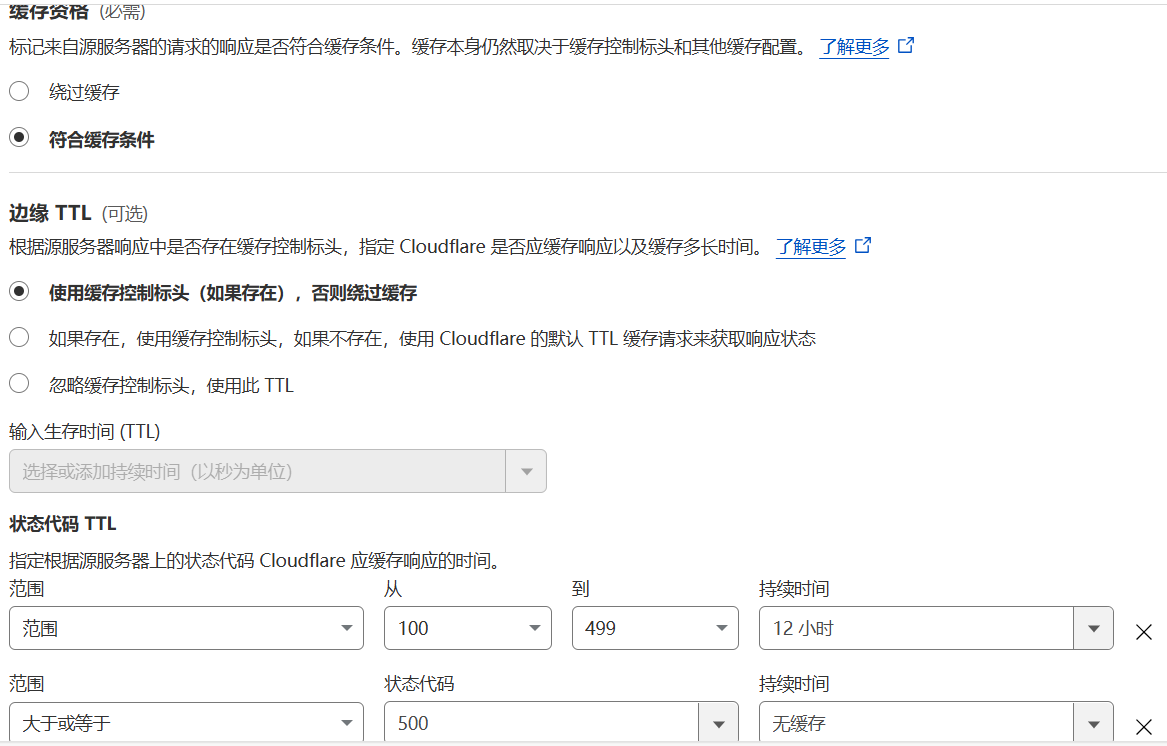 缓存资格 (必需)
标记来自源服务器的请求的响应是否符合缓存条件。缓存本身仍然取决于缓存控制标头和其他缓存配置。 了解更多
绕过缓存
符合缓存条件
边缘 TTL (可选)
根据源服务器响应中是否存在缓存控制标头，指定 Cloudflare 是否应缓存响应以及缓存多长时间。 了解更多
使用缓存控制标头（如果存在），否则绕过缓存
如果存在，使用缓存控制标头，如果不存在，使用 Cloudflare 的默认 TTL 缓存请求来获取响应状态
忽略缓存控制标头，使用此 TTL
输入生存时间 (TTL)
选择或添加持续时间（以秒为单位）
状态代码 TTL
指定根据源服务器上的状态代码 Cloudflare 应缓存响应的时间。
范围 从 到 持续时间
范围 100 499 12 小时
范围 状态代码 持续时间
大于或等于 500 无缓存